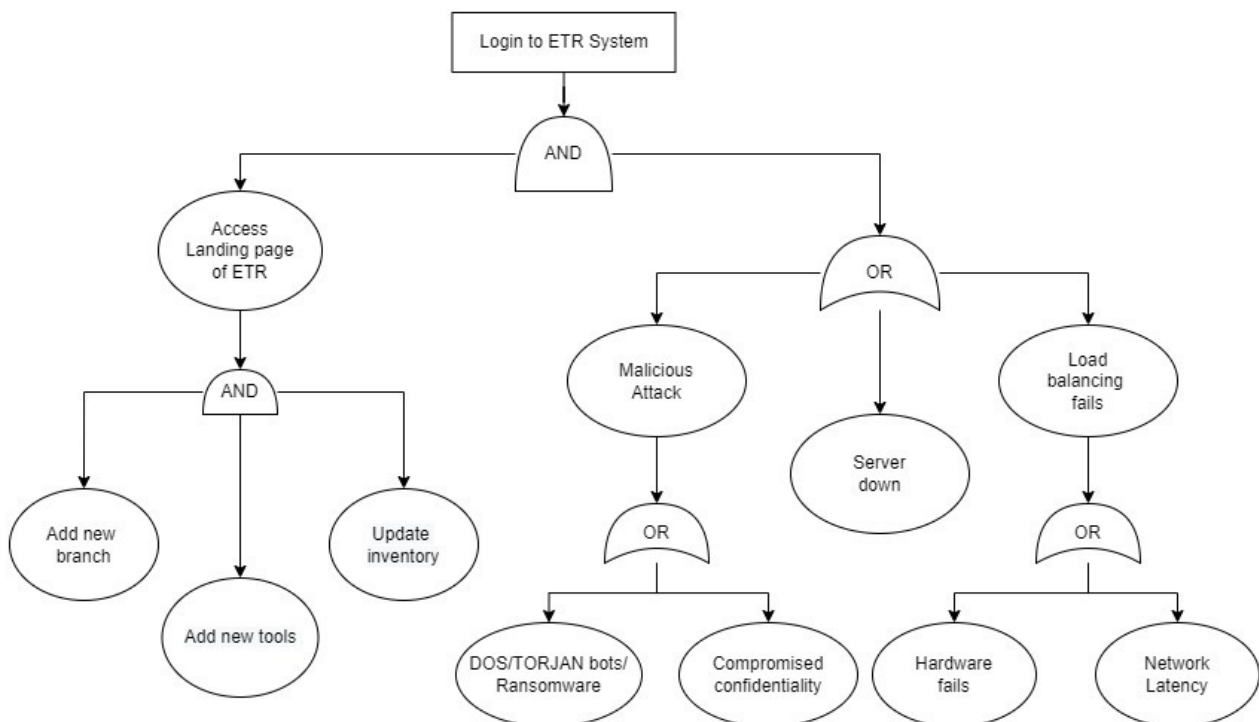 Login to ETR System
AND
Access
Landing page
of ETR
OR
Malicious
Attack
Load
balancing
fails
AND
Server
down
Add new
branch
Update
inventory
OR
OR
Add new tools
DOS/TORJAN bots/
Ransomware
Compromised
confidentiality
Hardware
fails
Network
Latency